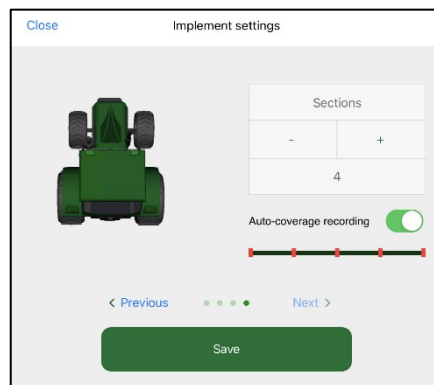 Close
Implement settings
Sections
- +
4
Auto-coverage recording
< Previous
Next >
Save